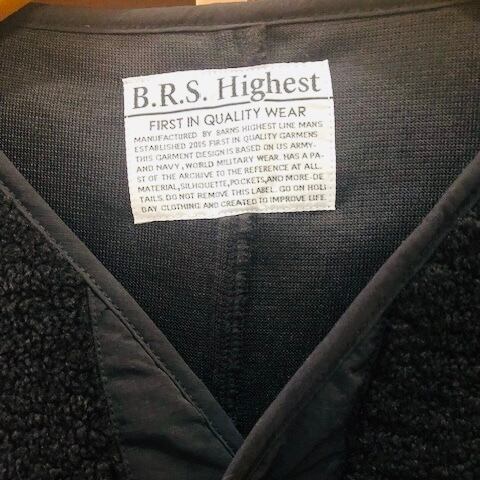 B.R.S. Highest
FIRST IN QUALITY WEAR
MANUFACTURED BY BARNS HIGHEST LINE MANS
ESTABLISHED 2015 FIRST IN QUALITY GARMENS
THIS GARMENT DESIGN IS BASED ON US ARMY-
AND NAVY, WORLD MILITARY WEAR. HAS A PA-
ST OF THE ARCHIVE TO THE REFERENCE AT ALL.
MATERIAL,SILHOUETTE,POCKETS,AND MORE-DE
TAILS. DO NOT REMOVE THIS LABEL. GO ON HOLI-
DAY CLOTHING AND CREATED TO IMPROVE LIFE.